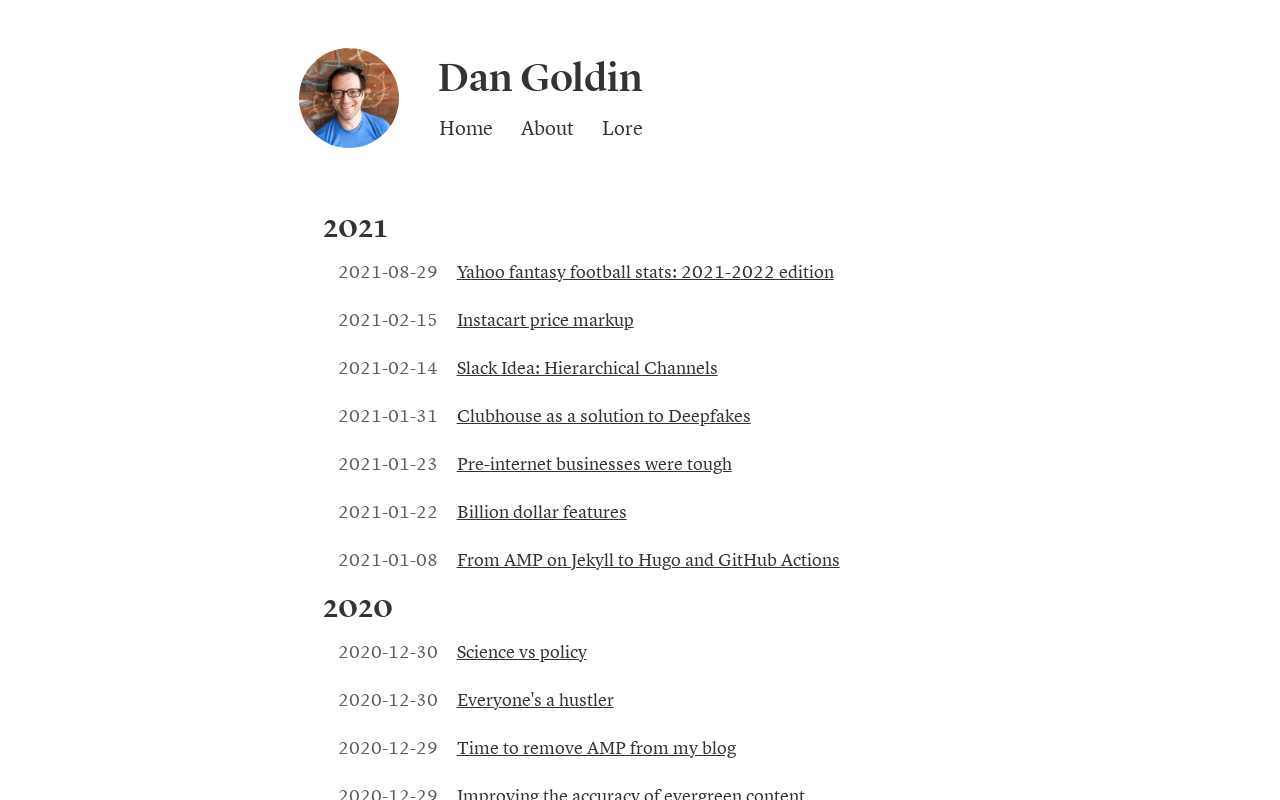 Dan Goldin
Home About Lore
2021
2021-08-29 Yahoo fantasy football stats: 2021-2022 edition
2021-02-15 Instacart price markup
2021-02-14 Slack Idea: Hierarchical Channels
2021-01-31 Clubhouse as a solution to Deepfakes
2021-01-23 Pre-internet businesses were tough
2021-01-22 Billion dollar features
2021-01-08 From AMP on Jekyll to Hugo and GitHub Actions
2020
2020-12-30 Science vs policy
2020-12-30 Everyone's a hustler
2020-12-29 Time to remove AMP from my blog
2020-12-29 Improving the accuracy of evergreen content